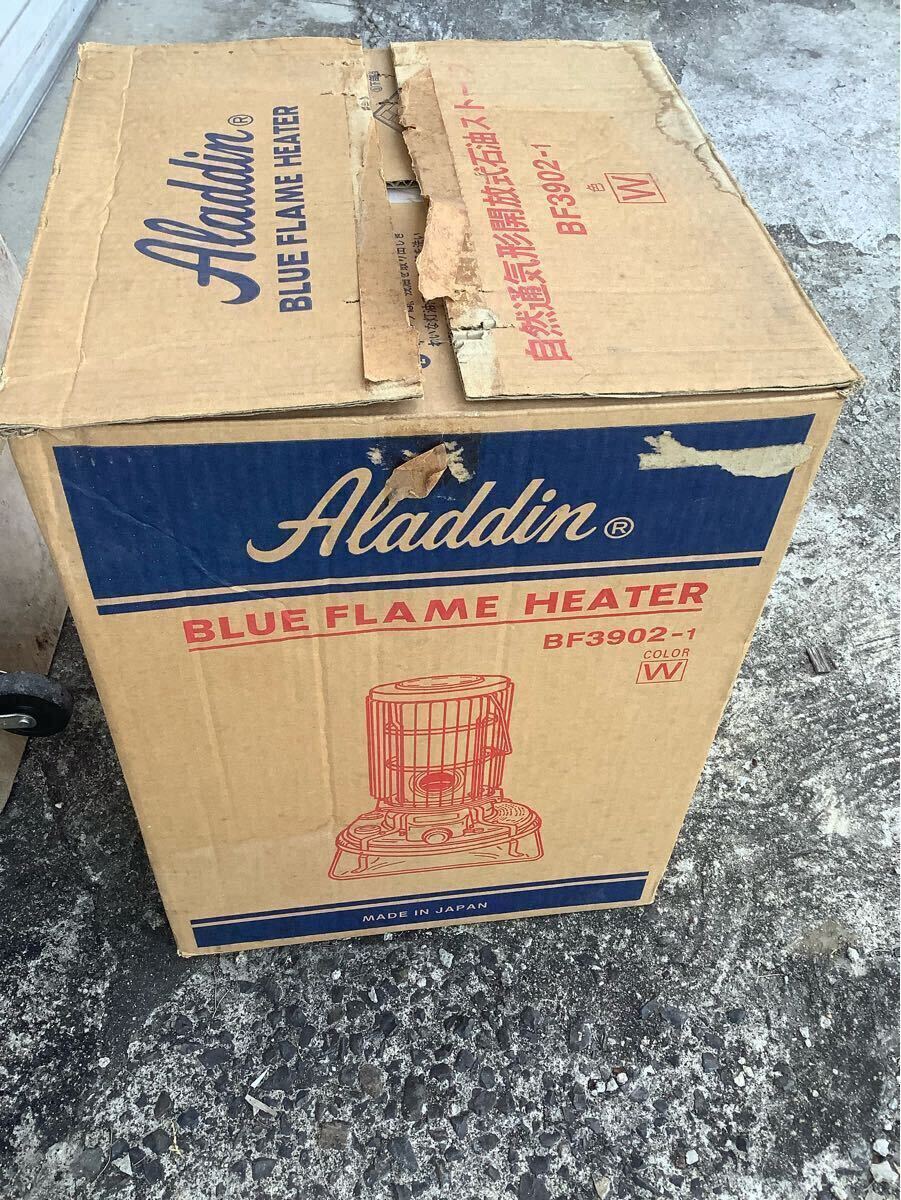 Aladdin®
BLUE FLAME HEATER
自然通気形開放式石油ストー
BF3902-1
色
W
Aladdin®
BLUE FLAME HEATER
BF3902-1
COLOR
W
MADE IN JAPAN